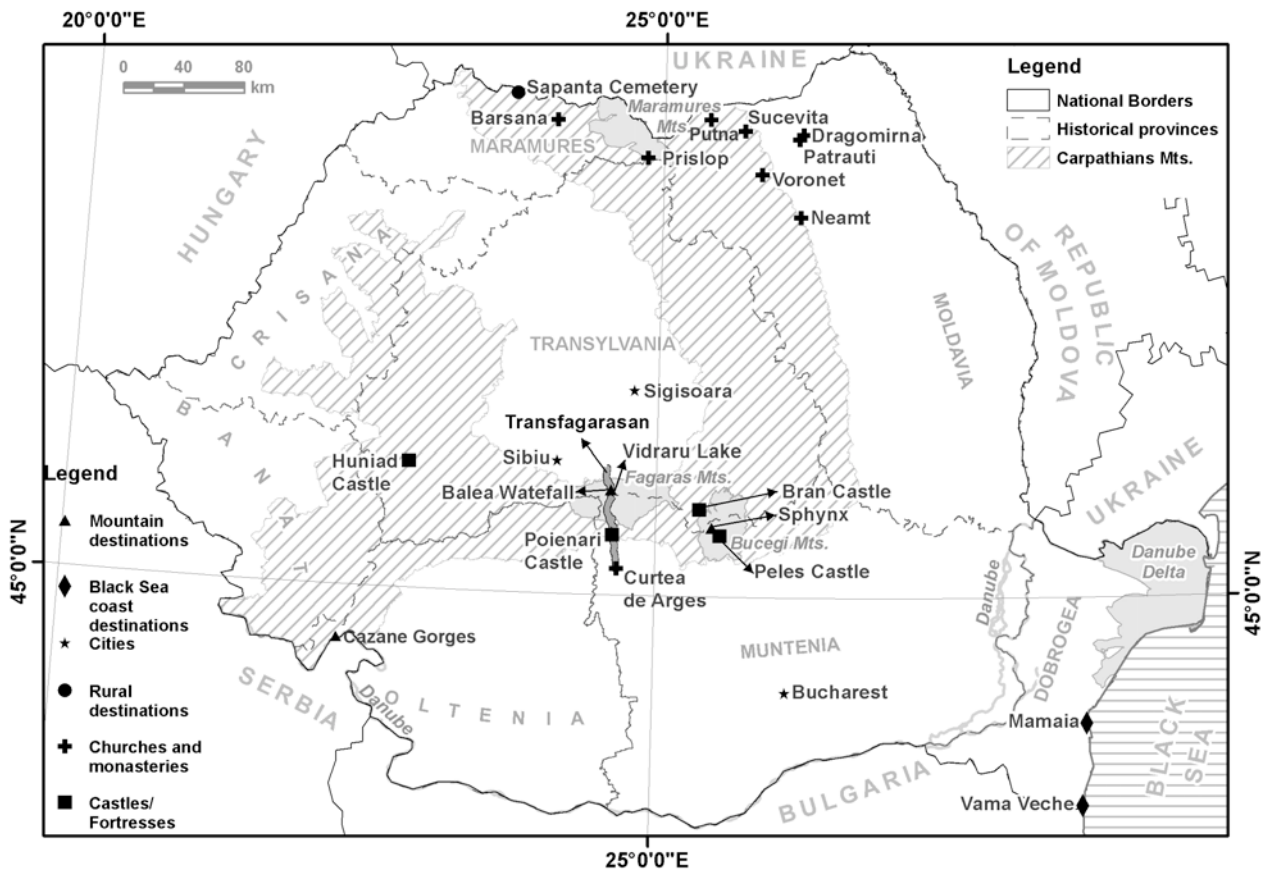 20°0'0"E
25°0'0"E
UKRAINE
Legend
National Borders
Historical provinces
Carpathians Mts.
0 40 80
km
Sapanta Cemetery
Barsana
MARAMURES
Maramures
Mts.
Prislop
Putna
Sucevita
Dragomirna
Patrauti
Voronet
Neamt
HUNGARY
CRISANA
REPUBLIC
OF MOLDOVA
MOLDAVIA
TRANSYLVANIA
Sigisoara
BANAT
Transfagarasan
Vidraru Lake
Sibiu
Fagaras Mts.
Huniad
Castle
Balea Watefall
Bran Castle
Sphynx
Bucegi Mts.
Peles Castle
Poienari
Castle
Curtea
de Arges
UKRAINE
Danube
Delta
Danube
DOBROGEA
45°0'0"N
45°0'0"N
Legend
Mountain
destinations
Black Sea
coast
destinations
Cities
Rural
destinations
Churches and
monasteries
Castles/
Fortresses
Cazane Gorges
SERBIA
Danube
OLTENIA
MUNTENIA
Bucharest
Mamaia
Vama Veche
BLACK
SEA
BULGARIA
25°0'0"E